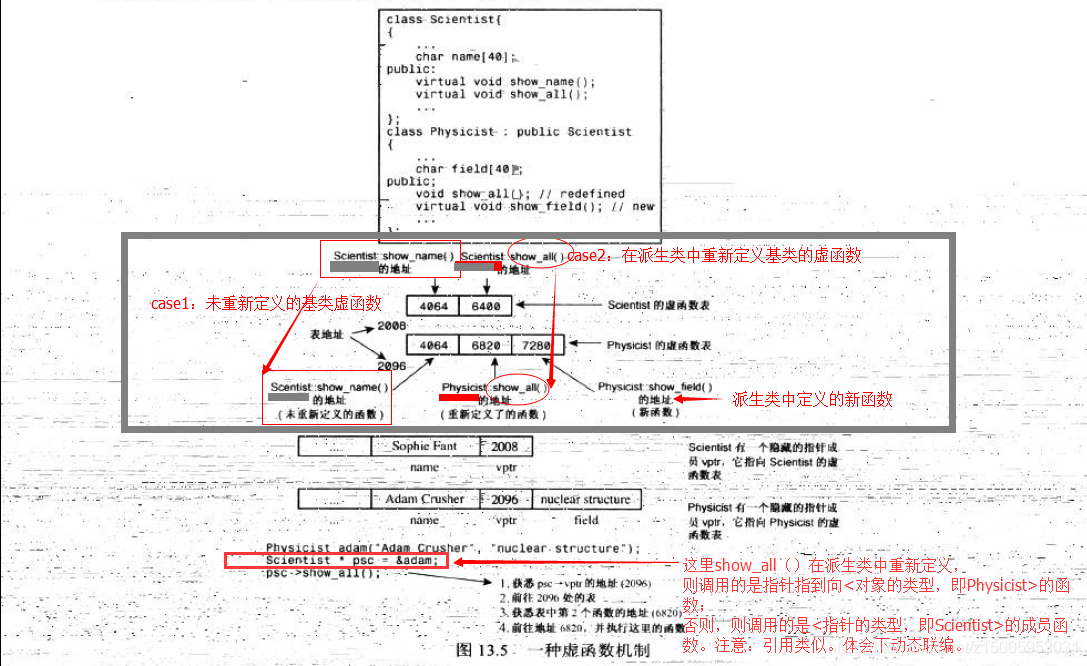 class Scientist{
{
...
char name[40];
public:
virtual void show_name();
virtual void show_all();
...
};
class Physicist : public Scientist
{
...
char field[40];
public:
void show_all(); // redefined
virtual void show_field(); // new
...
};
Scientist::show_name() Scientist::show_all() case2：在派生类中重新定义基类的虚函数
的地址 的地址
case1：未重新定义的基类虚函数
4064 6400 Scientist 的虚函数表
表地址 2008
4064 6820 7280 Physicist 的虚函数表
2096
Scentist::show_name() Physicist::show_all() Physicist::show_field()
的地址 的地址 的地址 派生类中定义的新函数
(未重新定义的函数) (重新定义了的函数) (新函数)
.... Sophie Fant 2008
name vptr
Scientist 有一个隐藏的指针成
员 vptr，它指向 Scientist 的虚
函数表
.... Adam Crusher 2096 nuclear structure
name vptr field
Physicist 有一个隐藏的指针成
员 vptr，它指向 Physicist 的虚
函数表
Physicist adam("Adam Crusher", "nuclear structure");
Scientist * psc = &adam;
psc->show_all();
1. 获悉 psc→vptr 的地址 (2096)
2. 前往 2096 处的表
3. 获悉表中第 2 个函数的地址 (6820)
4. 前往地址 6820，并执行这里的函数
这里show_all（）在派生类中重新定义，
则调用的是指针指到向<对象的类型，即Physicist>的函
数；
否则，则调用的是<指针的类型，即Scientist>的成员函
数。注意：引用类似。体会下动态联编。
图 13.5 一种虚函数机制